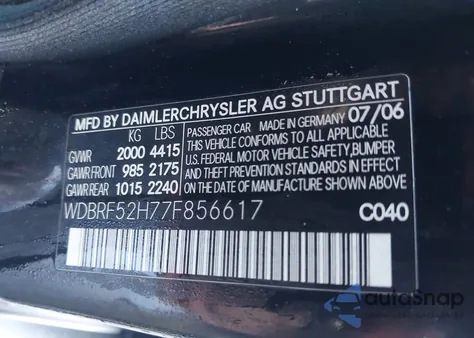 MFD BY DAIMLERCHRYSLER AG STUTTGART
KG LBS
GVWR 2000 4415
GAWR FRONT 985 2175
GAWR REAR 1015 2240
PASSENGER CAR MADE IN GERMANY 07/06
THIS VEHICLE CONFORMS TO ALL APPLICABLE
U.S. FEDERAL MOTOR VEHICLE SAFETY, BUMPER
AND THEFT PREVENTION STANDARDS IN EFFECT
ON THE DATE OF MANUFACTURE SHOWN ABOVE.
WDBRF52H77F856617
C040
autoSnap